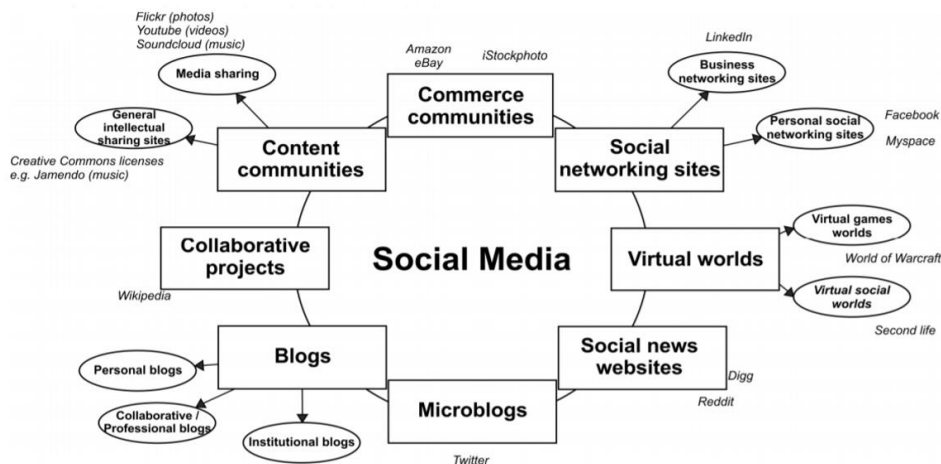 Flickr (photos)
Youtube (videos)
Soundcloud (music)
Media sharing
General
intellectual
sharing sites
Creative Commons licenses
e.g. Jamendo (music)
Content
communities
Amazon
eBay
iStockphoto
Commerce
communities
LinkedIn
Business
networking sites
Personal social
networking sites
Facebook
Myspace
Social
networking sites
Collaborative
projects
Wikipedia
Social Media
Virtual worlds
Virtual games
worlds
World of Warcraft
Virtual social
worlds
Second life
Blogs
Personal blogs
Collaborative /
Professional blogs
Institutional blogs
Microblogs
Twitter
Social news
websites
Digg
Reddit